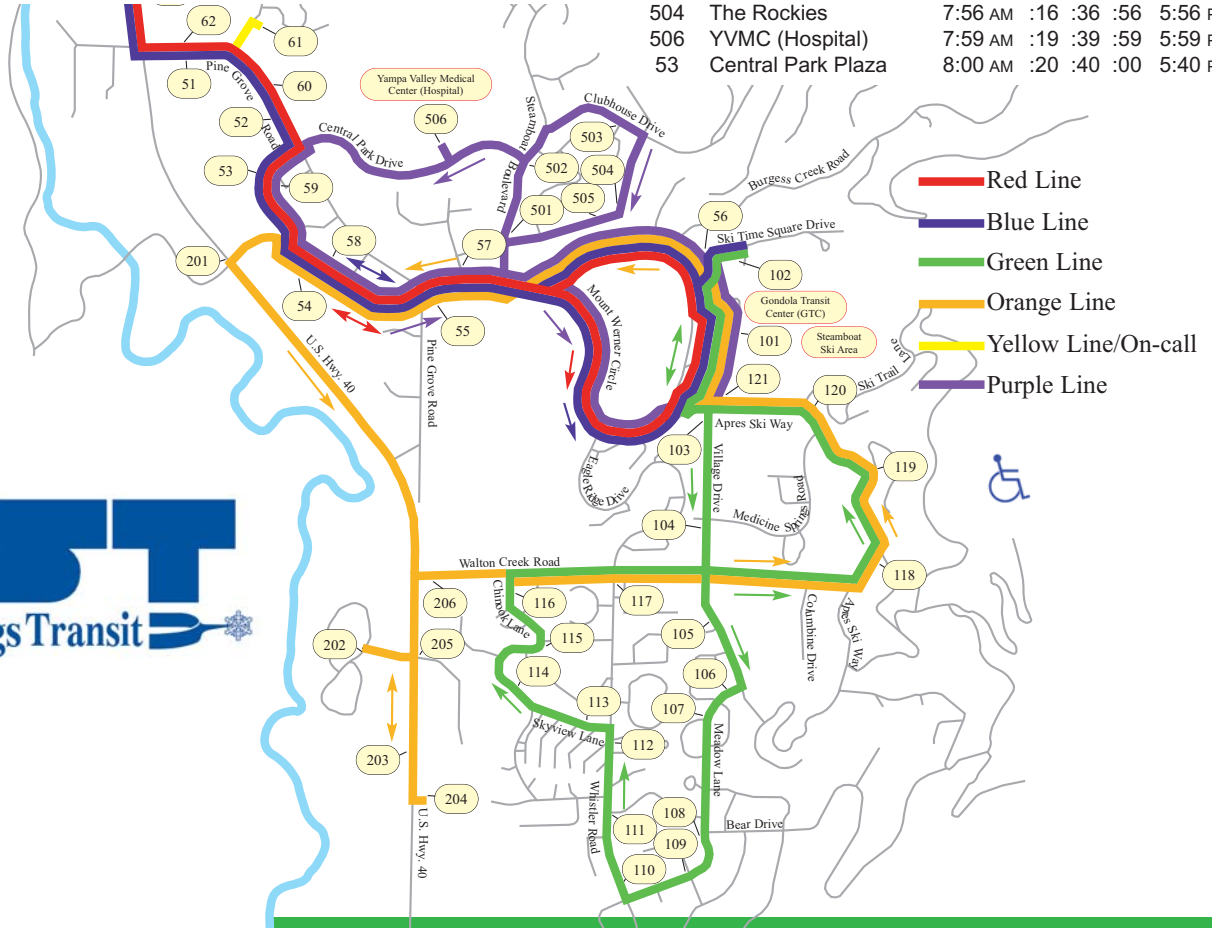 504 The Rockies 7:56 AM :16 :36 :56 5:56 P
506 YVMC (Hospital) 7:59 AM :19 :39 :59 5:59 P
53 Central Park Plaza 8:00 AM :20 :40 :00 5:40 P
62
61
51
Pine Grove
Road
60
52
53
59
Yampa Valley Medical
Center (Hospital)
506
Central Park Drive
Steamboat
Boulevard
Clubhouse Drive
503
502
504
505
501
Burgess Creek Road
56
Ski Time Square Drive
102
Gondola Transit
Center (GTC)
101
Steamboat
Ski Area
Red Line
Blue Line
Green Line
Orange Line
Yellow Line/On-call
Purple Line
201
58
57
54
55
U.S. Hwy. 40
Pine Grove Road
Mount Werner Circle
121
120
Ski Trail
Lane
Apres Ski Way
103
Village Drive
119
Eagle Ridge Drive
Medicine Springs Road
104
118
ST
gs Transit
Walton Creek Road
206
116
117
Chinook Lane
115
105
Columbine Drive
Apres Ski Way
202
205
114
106
113
107
Skyview Lane
112
Meadow Lane
203
204
Whistler Road
111
108
109
Bear Drive
110
U.S. Hwy. 40